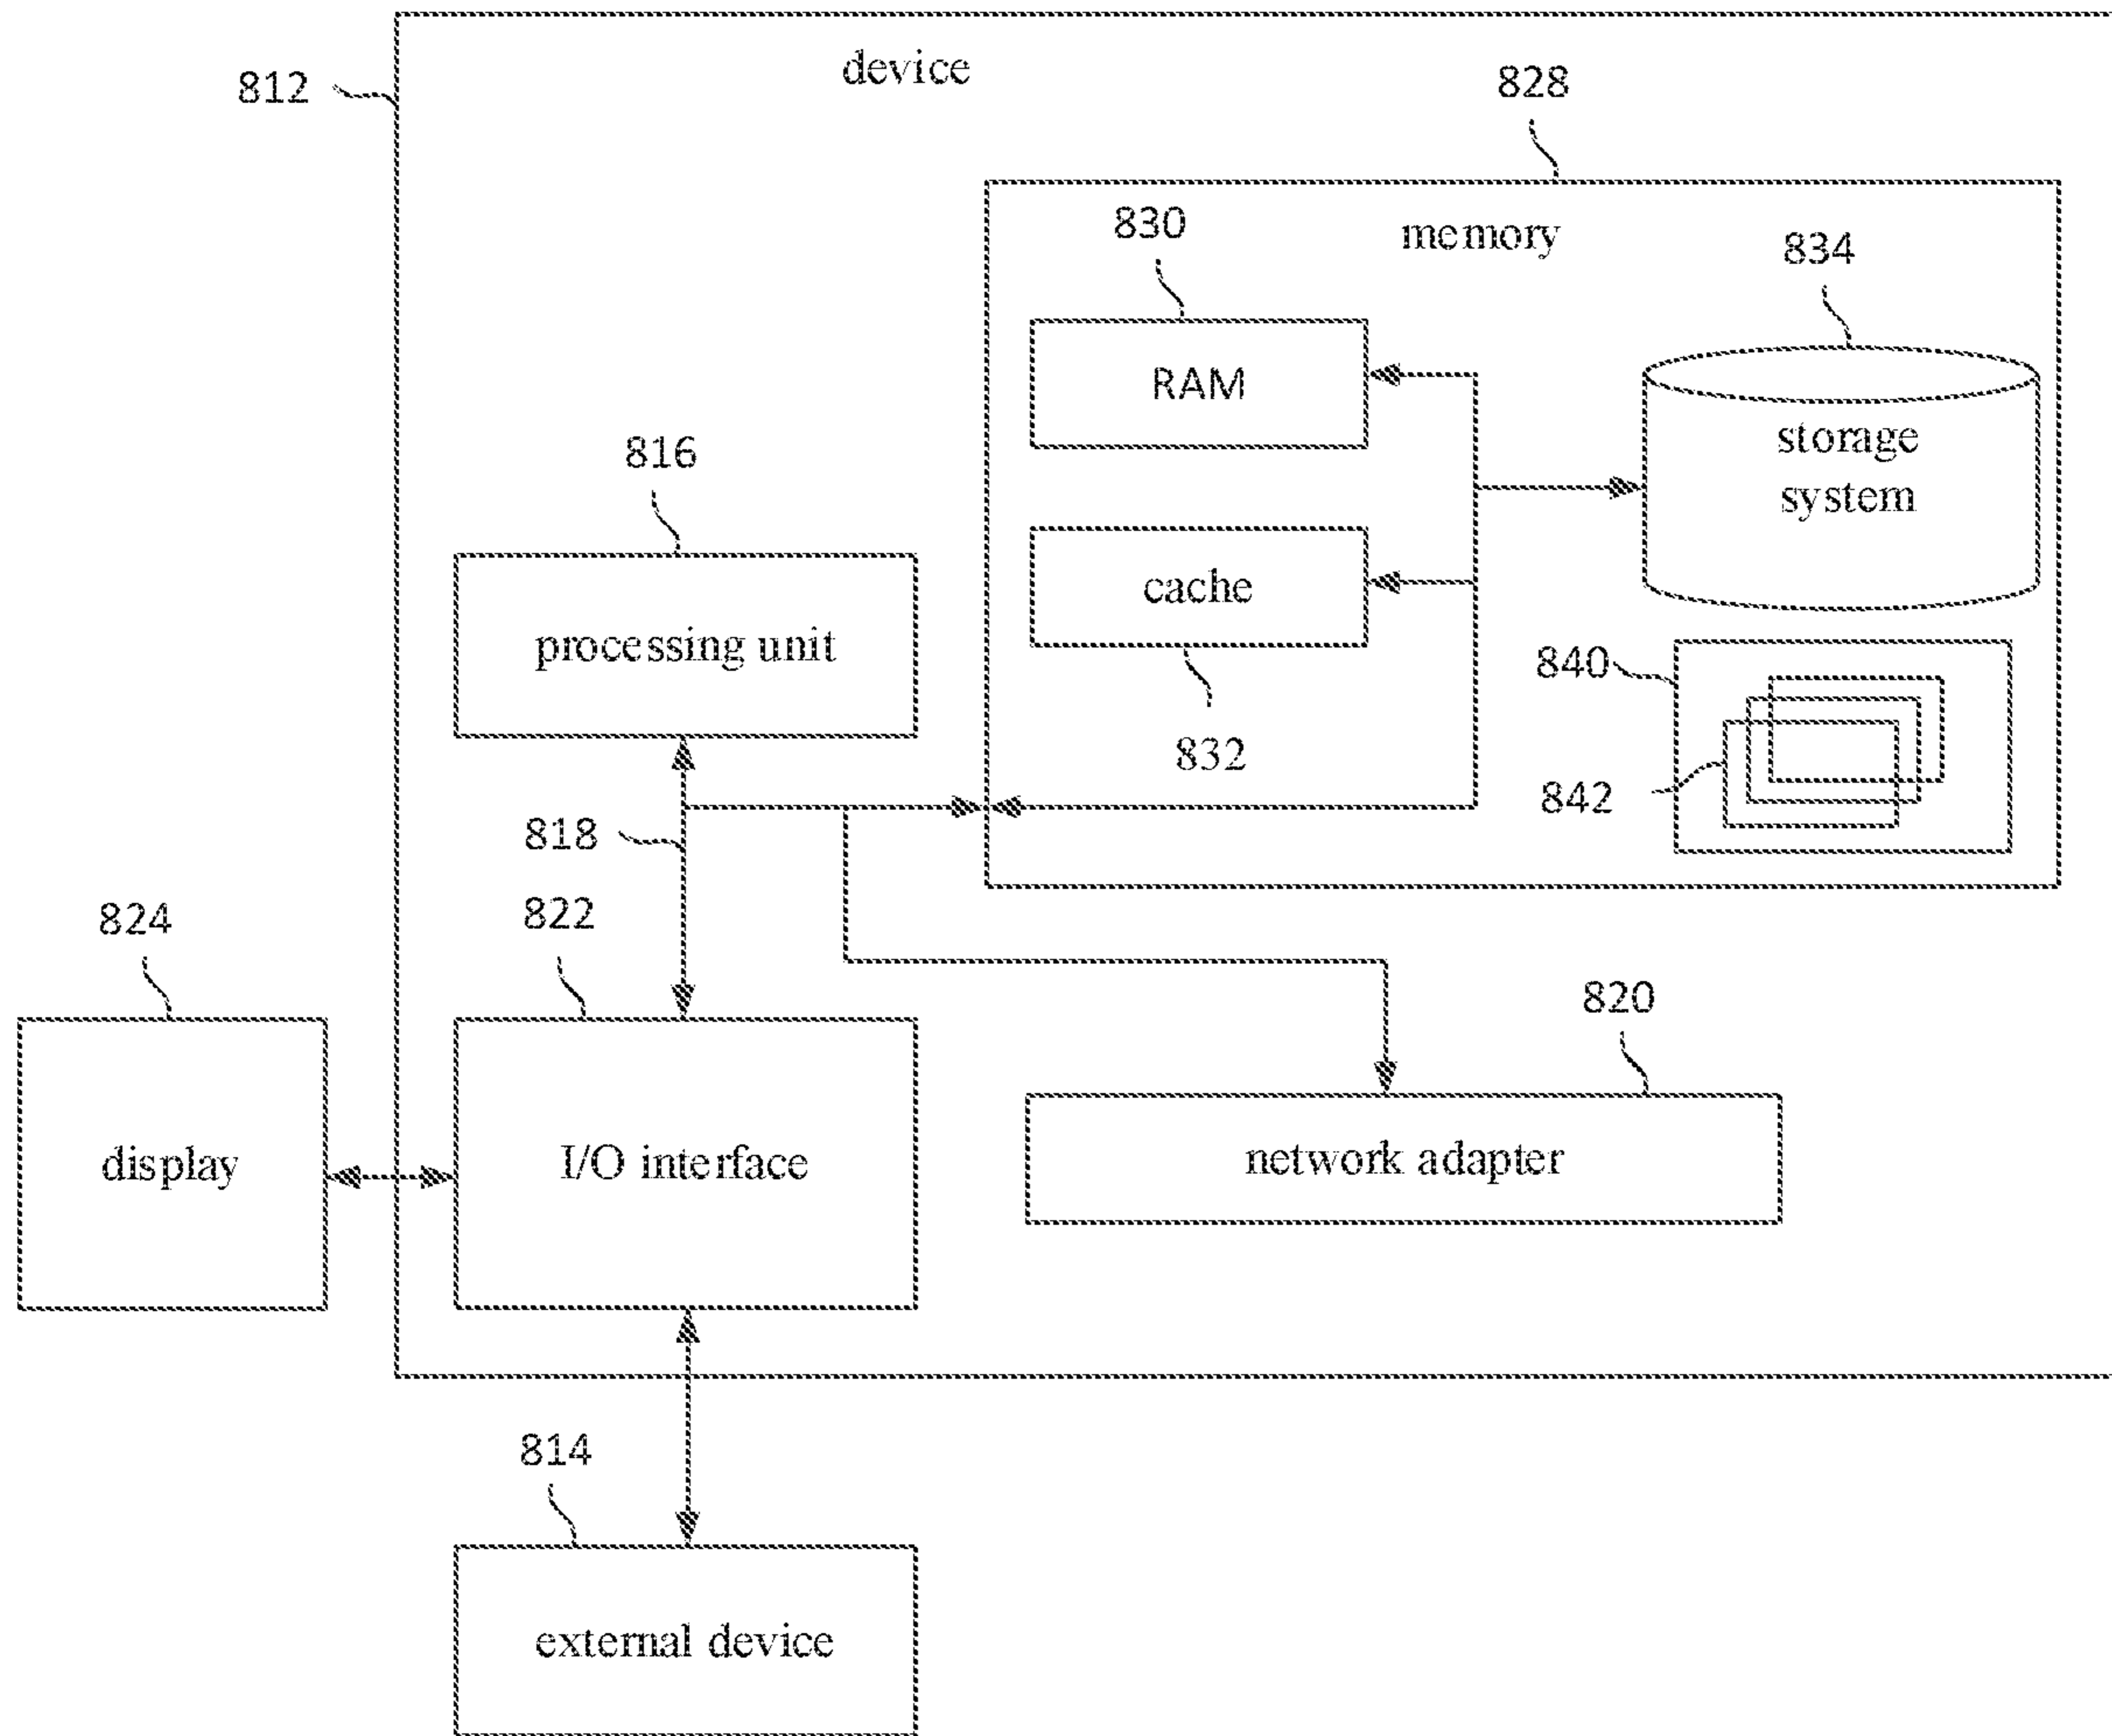 device
812
828
830
memory
834
RAM
storage
system
816
cache
processing unit
840
832
842
818
822
824
820
display
I/O interface
network adapter
814
external device